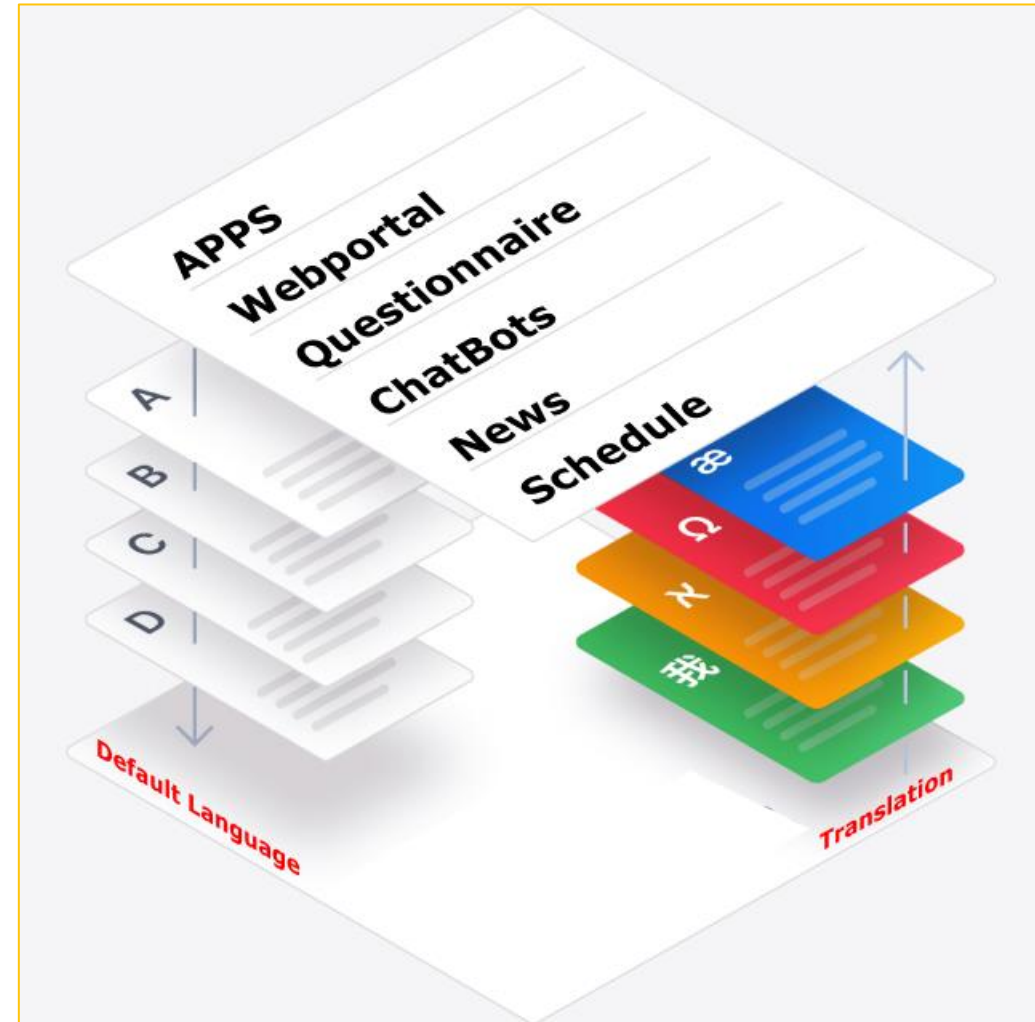 APPS
Webportal
Questionnaire
ChatBots
News
Schedule
A
B
C
D
æ
Ω
א
我
Default Language
Translation